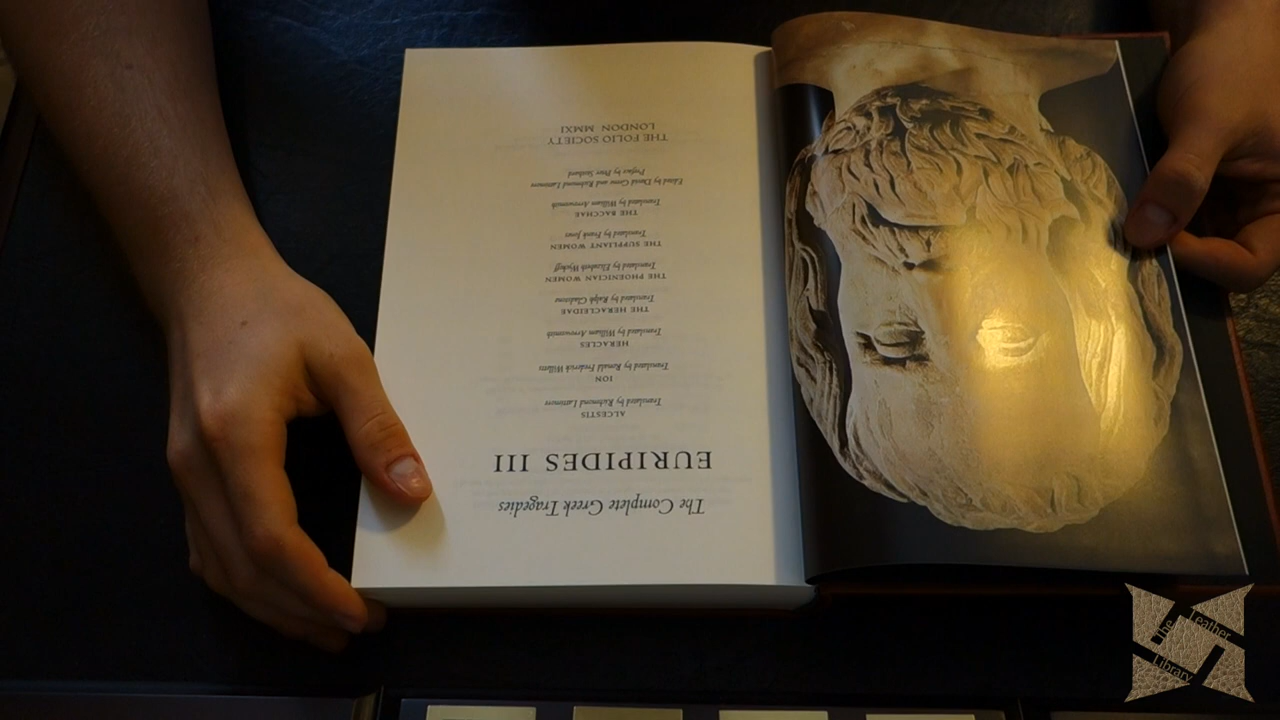 The Complete Greek Tragedies
EURIPIDES III
ALCESTIS
Translated by Richmond Lattimore
ION
Translated by Ronald Frederick Willetts
HERACLES
Translated by William Arrowsmith
THE HERACLEIDAE
Translated by Ralph Gladstone
THE PHOENICIAN WOMEN
Translated by Elizabeth Wyckoff
THE SUPPLIANT WOMEN
Translated by Frank Jones
THE BACCHAE
Translated by William Arrowsmith
Edited by David Grene and Richmond Lattimore
Preface by Peter Stothard
THE FOLIO SOCIETY
LONDON MMXI
The
Leather
Library